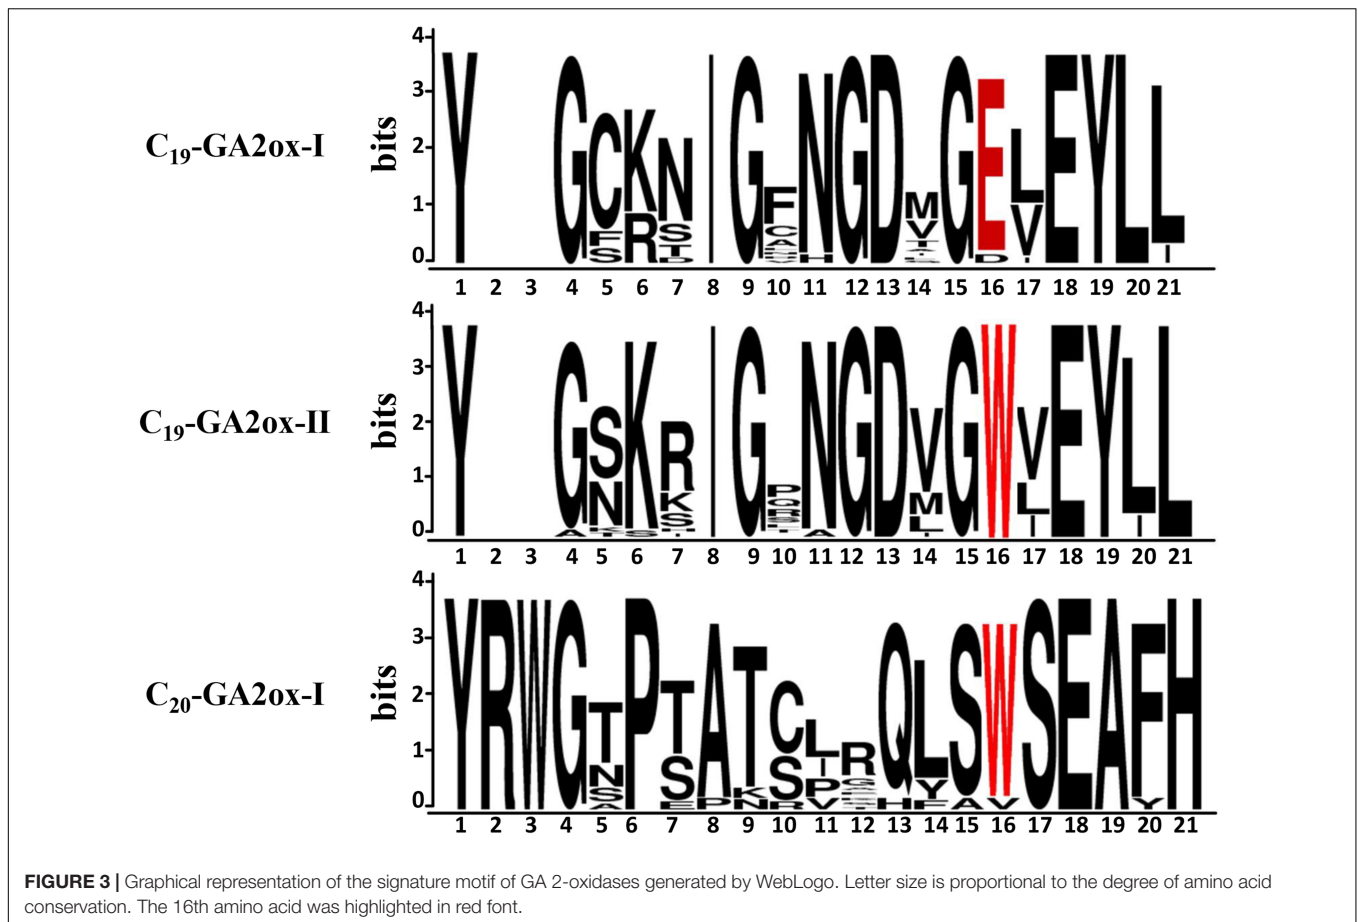 C19-GA2ox-I
bits
4
3
2
1
0
Y GCKN I GFNGDMGELEYLL
FRS C V V
S T A H T D I I
D
1 2 3 4 5 6 7 8 9 10 11 12 13 14 15 16 17 18 19 20 21
C19-GA2ox-II
bits
4
3
2
1
0
Y GSKR I GPNGDVGWVEYLL
N K Q M L
A K S S R A L I I
1 2 3 4 5 6 7 8 9 10 11 12 13 14 15 16 17 18 19 20 21
C20-GA2ox-I
bits
4
3
2
1
0
YRWGTPTATCLRQLSWSEAFH
N S S I G Y
S P
A E P N R V H F A V Y
K
1 2 3 4 5 6 7 8 9 10 11 12 13 14 15 16 17 18 19 20 21
FIGURE 3 | Graphical representation of the signature motif of GA 2-oxidases generated by WebLogo. Letter size is proportional to the degree of amino acid
conservation. The 16th amino acid was highlighted in red font.